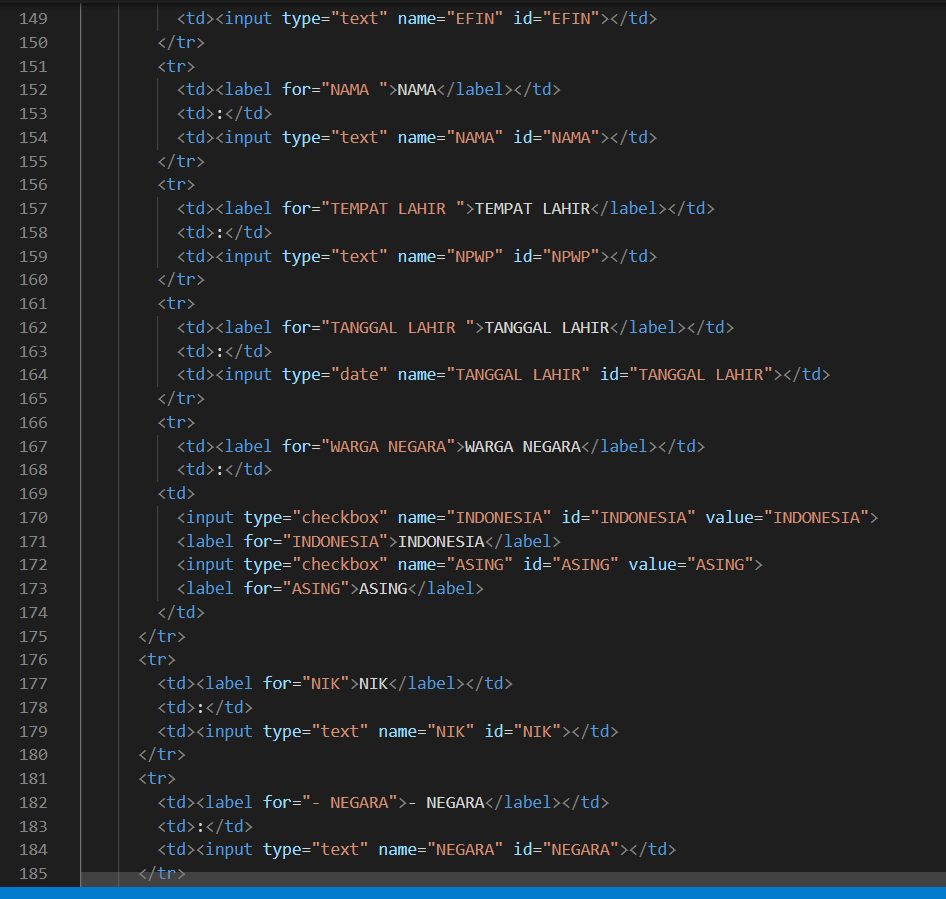 149 <td><input type="text" name="EFIN" id="EFIN"></td>
150 </tr>
151 <tr>
152 <td><label for="NAMA ">NAMA</label></td>
153 <td>:</td>
154 <td><input type="text" name="NAMA" id="NAMA"></td>
155 </tr>
156 <tr>
157 <td><label for="TEMPAT LAHIR ">TEMPAT LAHIR</label></td>
158 <td>:</td>
159 <td><input type="text" name="NPWP" id="NPWP"></td>
160 </tr>
161 <tr>
162 <td><label for="TANGGAL LAHIR ">TANGGAL LAHIR</label></td>
163 <td>:</td>
164 <td><input type="date" name="TANGGAL LAHIR" id="TANGGAL LAHIR"></td>
165 </tr>
166 <tr>
167 <td><label for="WARGA NEGARA">WARGA NEGARA</label></td>
168 <td>:</td>
169 <td>
170 <input type="checkbox" name="INDONESIA" id="INDONESIA" value="INDONESIA">
171 <label for="INDONESIA">INDONESIA</label>
172 <input type="checkbox" name="ASING" id="ASING" value="ASING">
173 <label for="ASING">ASING</label>
174 </td>
175 </tr>
176 <tr>
177 <td><label for="NIK">NIK</label></td>
178 <td>:</td>
179 <td><input type="text" name="NIK" id="NIK"></td>
180 </tr>
181 <tr>
182 <td><label for="- NEGARA">- NEGARA</label></td>
183 <td>:</td>
184 <td><input type="text" name="NEGARA" id="NEGARA"></td>
185 </tr>